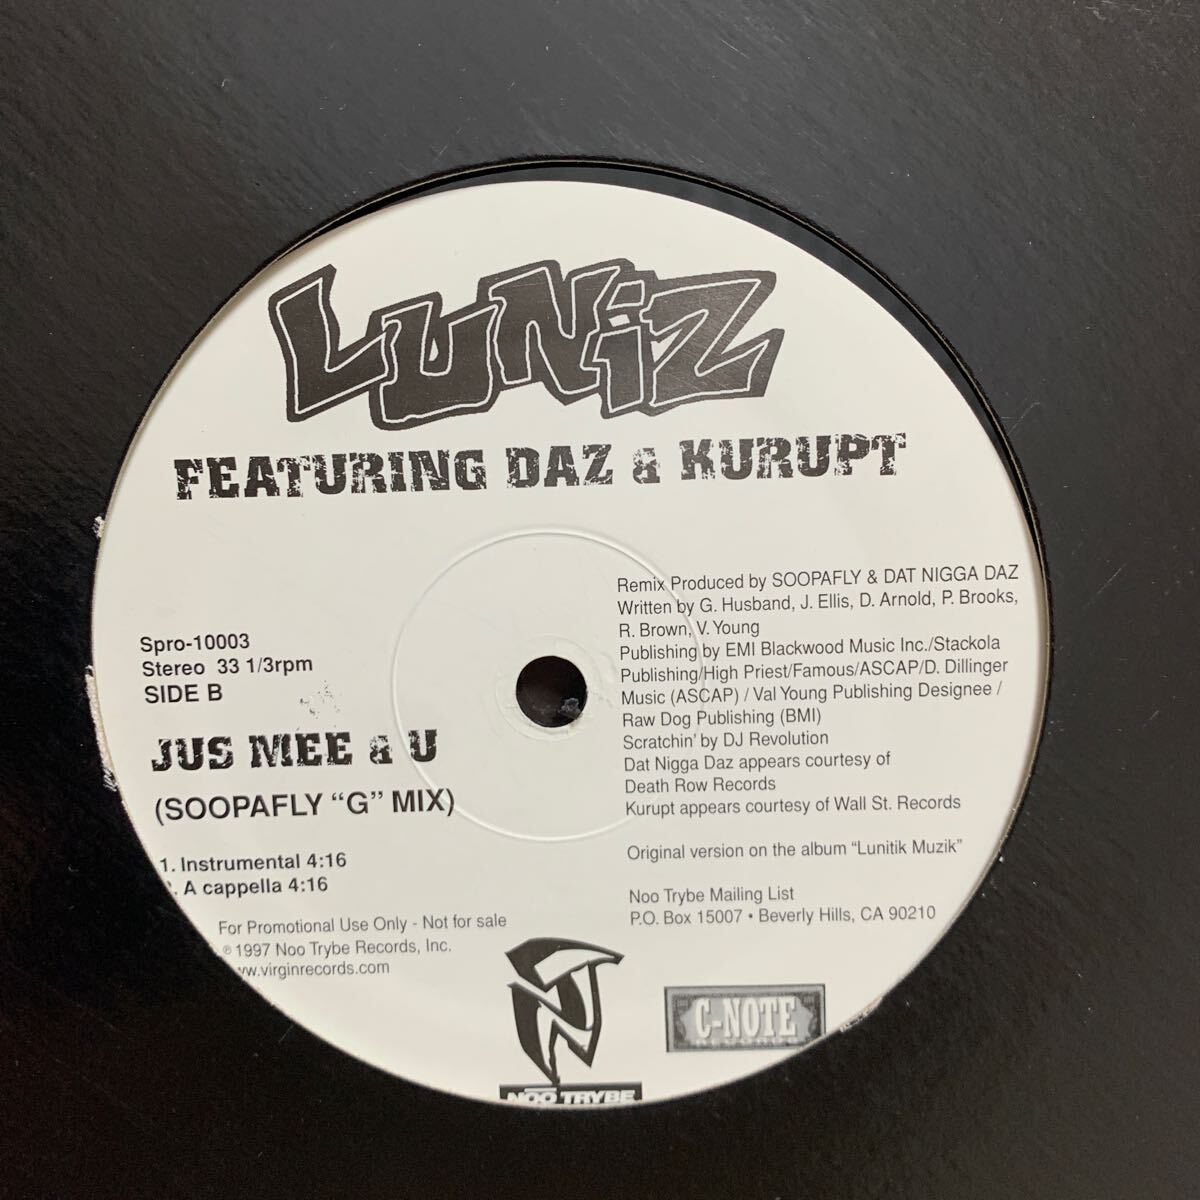 LUNiZ
FEATURING DAZ & KURUPT
Spro-10003
Stereo 33 1/3rpm
SIDE B
JUS MEE & U
(SOOPAFLY “G” MIX)
1. Instrumental 4:16
. A cappella 4:16
For Promotional Use Only - Not for sale
℗ 1997 Noo Trybe Records, Inc.
ww.virginrecords.com
Remix Produced by SOOPAFLY & DAT NIGGA DAZ
Written by G. Husband, J. Ellis, D. Arnold, P. Brooks,
R. Brown, V. Young
Publishing by EMI Blackwood Music Inc./Stackola
Publishing/High Priest/Famous/ASCAP/D. Dillinger
Music (ASCAP) / Val Young Publishing Designee /
Raw Dog Publishing (BMI)
Scratchin’ by DJ Revolution
Dat Nigga Daz appears courtesy of
Death Row Records
Kurupt appears courtesy of Wall St. Records
Original version on the album “Lunitik Muzik”
Noo Trybe Mailing List
P.O. Box 15007 • Beverly Hills, CA 90210
NOO TRYBE
C-NOTE
RECORDS